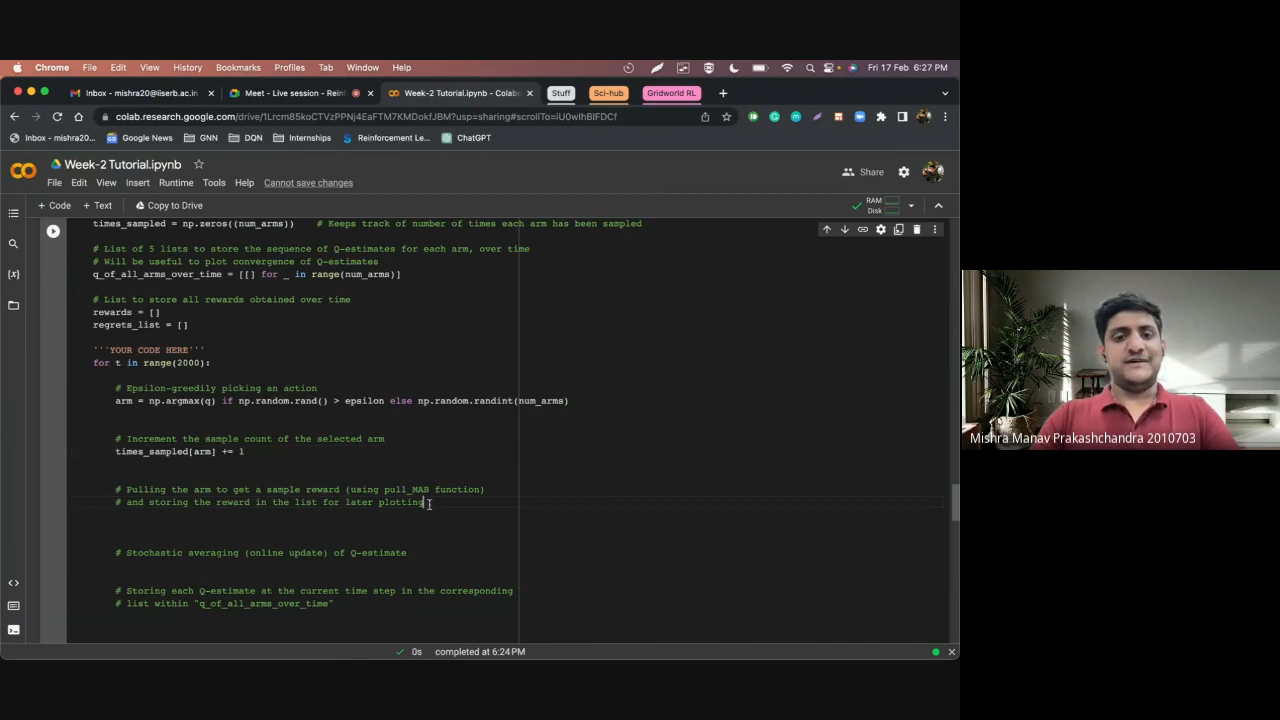 Chrome File Edit View History Bookmarks Profiles Tab Window Help Fri 17 Feb 6:27 PM
Inbox - mishra20@iiserb.ac.in Meet - Live session - Rein Week-2 Tutorial.ipynb - Colab Stuff Sci-hub Gridworld RL
colab.research.google.com/drive/1Lrcm85koCTVzPPNj4EaFTM7KMDokfJBM?usp=sharing#scrollTo=iU0wIhBIFDCf
Inbox - mishra20@... Google News GNN DQN Internships Reinforcement Le... ChatGPT
Week-2 Tutorial.ipynb
File Edit View Insert Runtime Tools Help Cannot save changes
Share
+ Code + Text Copy to Drive
RAM
Disk
times_sampled = np.zeros((num_arms)) # Keeps track of number of times each arm has been sampled
# List of 5 lists to store the sequence of Q-estimates for each arm, over time
# Will be useful to plot convergence of Q-estimates
q_of_all_arms_over_time = [[] for _ in range(num_arms)]
# List to store all rewards obtained over time
rewards = []
regrets_list = []
'''YOUR CODE HERE'''
for t in range(2000):
# Epsilon-greedily picking an action
arm = np.argmax(q) if np.random.rand() > epsilon else np.random.randint(num_arms)
# Increment the sample count of the selected arm
times_sampled[arm] += 1
# Pulling the arm to get a sample reward (using pull_MAB function)
# and storing the reward in the list for later plotting
# Stochastic averaging (online update) of Q-estimate
# Storing each Q-estimate at the current time step in the corresponding
# list within "q_of_all_arms_over_time"
0s completed at 6:24 PM
Mishra Manav Prakashchandra 2010703